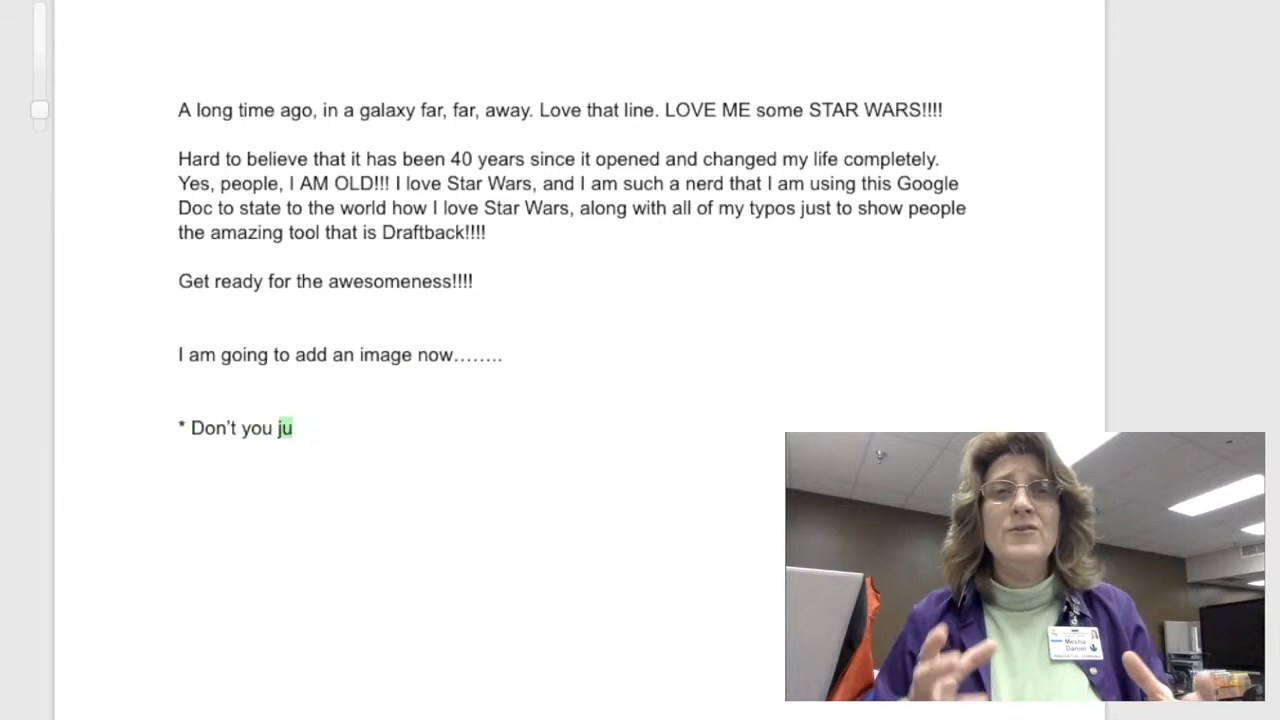 A long time ago, in a galaxy far, far, away. Love that line. LOVE ME some STAR WARS!!!!
Hard to believe that it has been 40 years since it opened and changed my life completely.
Yes, people, I AM OLD!!! I love Star Wars, and I am such a nerd that I am using this Google
Doc to state to the world how I love Star Wars, along with all of my typos just to show people
the amazing tool that is Draftback!!!!
Get ready for the awesomeness!!!!
I am going to add an image now……..
* Don’t you ju
Mesha
Daniel